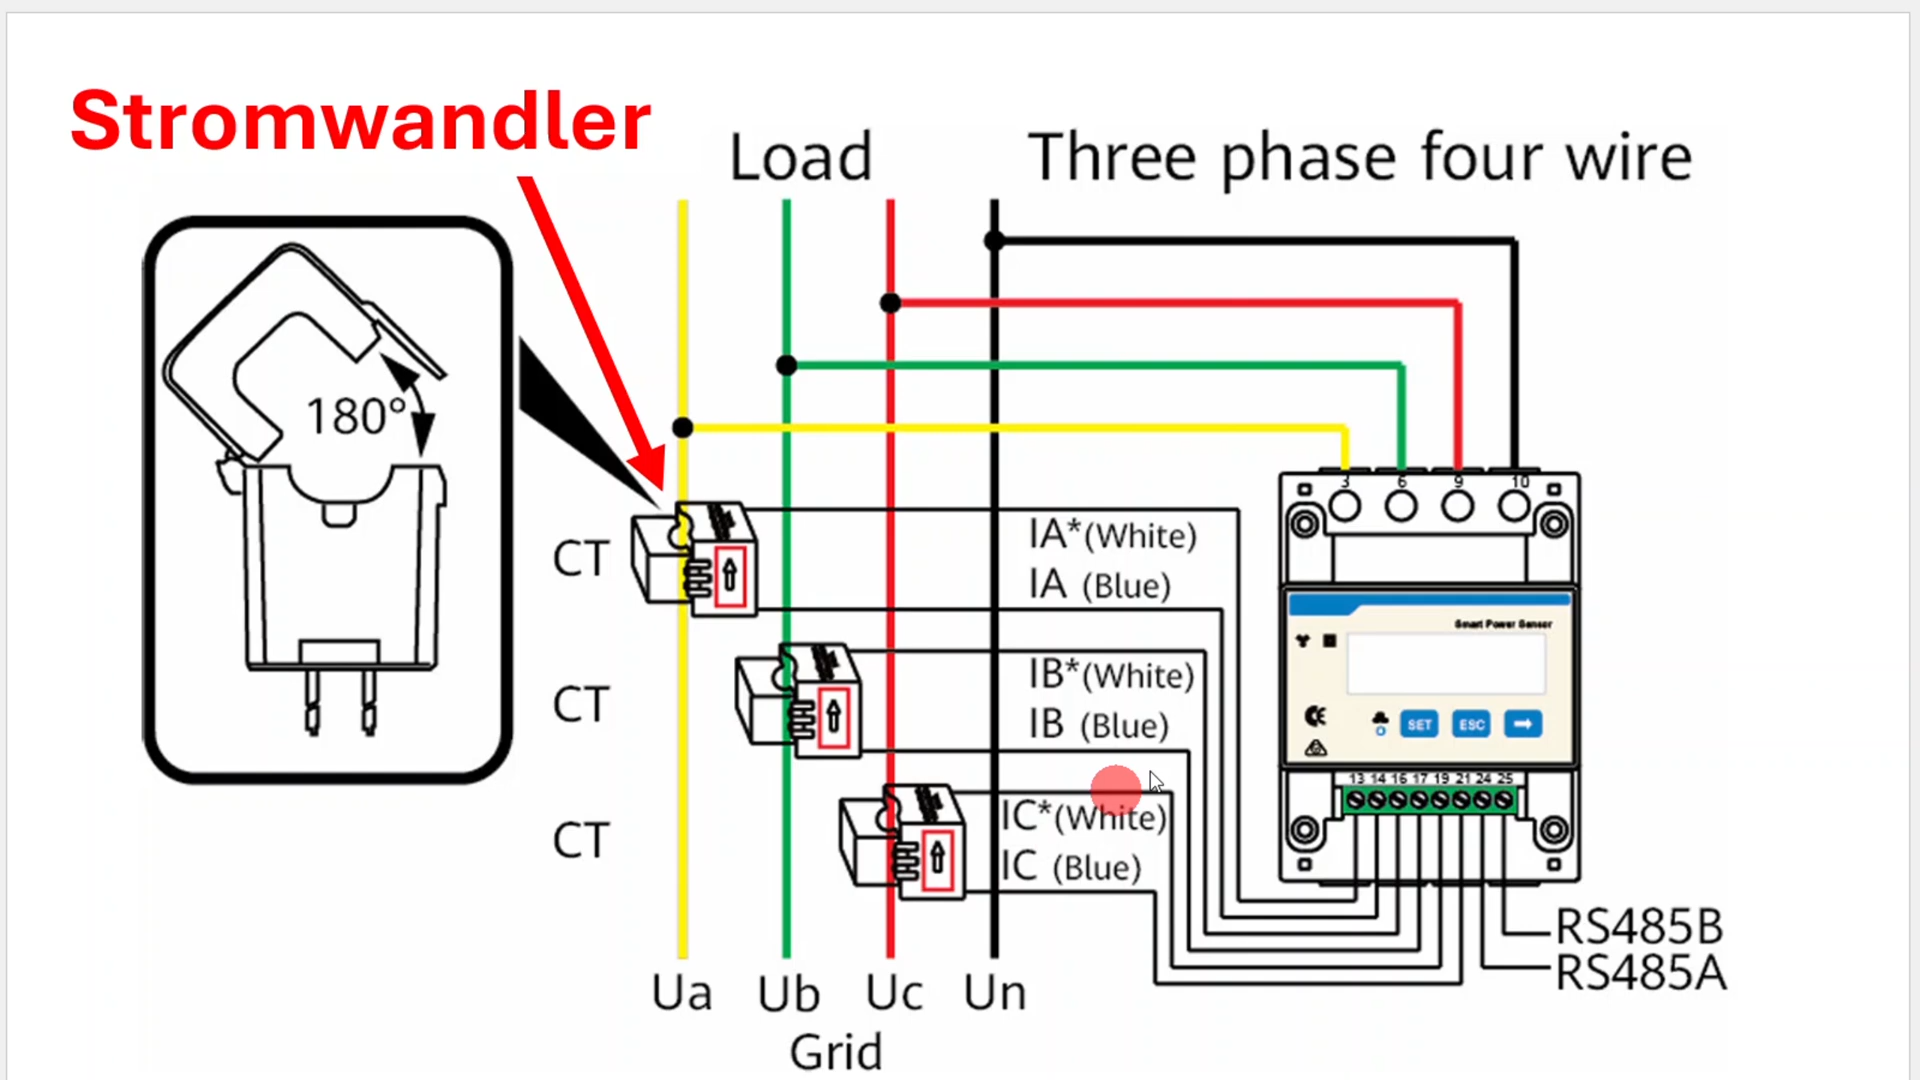 Stromwandler
Load
Three phase four wire
180°
3 6 9 10
CT
IA*(White)
IA (Blue)
Smart Power Sensor
CT
IB*(White)
IB (Blue)
SET ESC
13 14 16 17 19 21 24 25
CT
IC*(White)
IC (Blue)
RS485B
RS485A
Ua Ub Uc Un
Grid